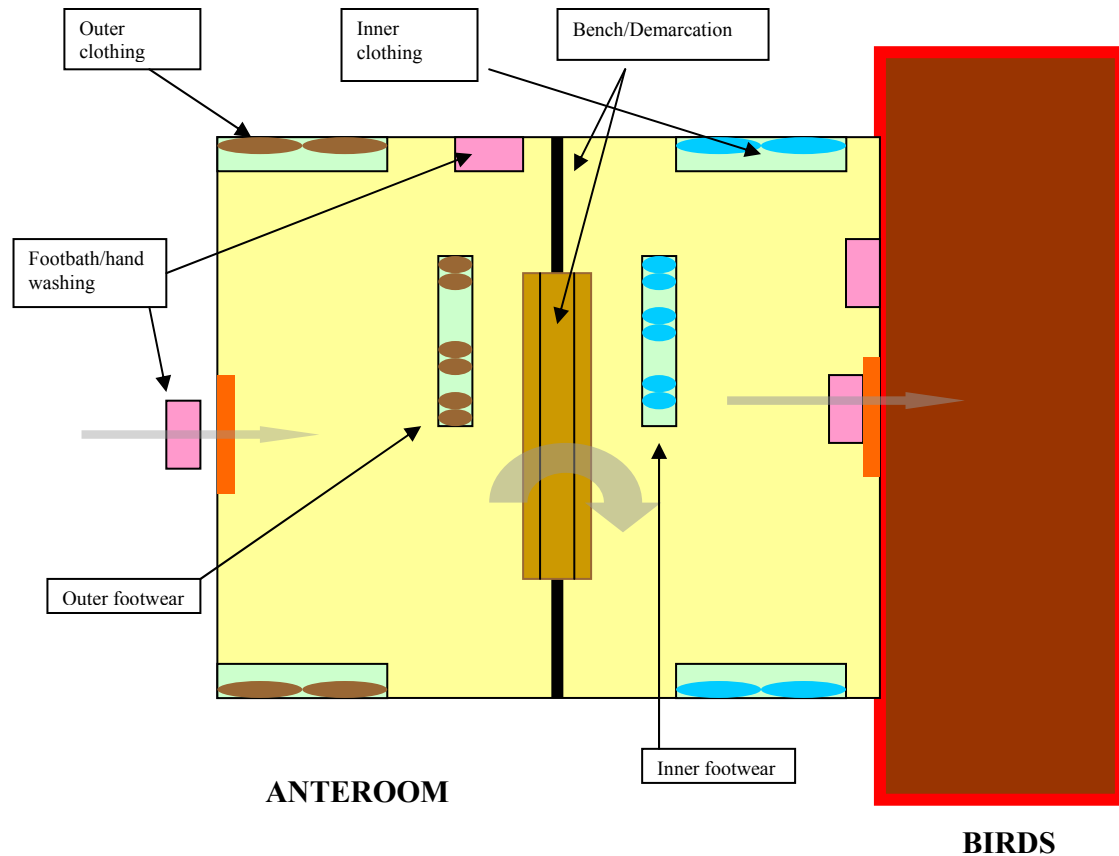 Outer
clothing
Inner
clothing
Bench/Demarcation
Footbath/hand
washing
Outer footwear
Inner footwear
ANTEROOM
BIRDS